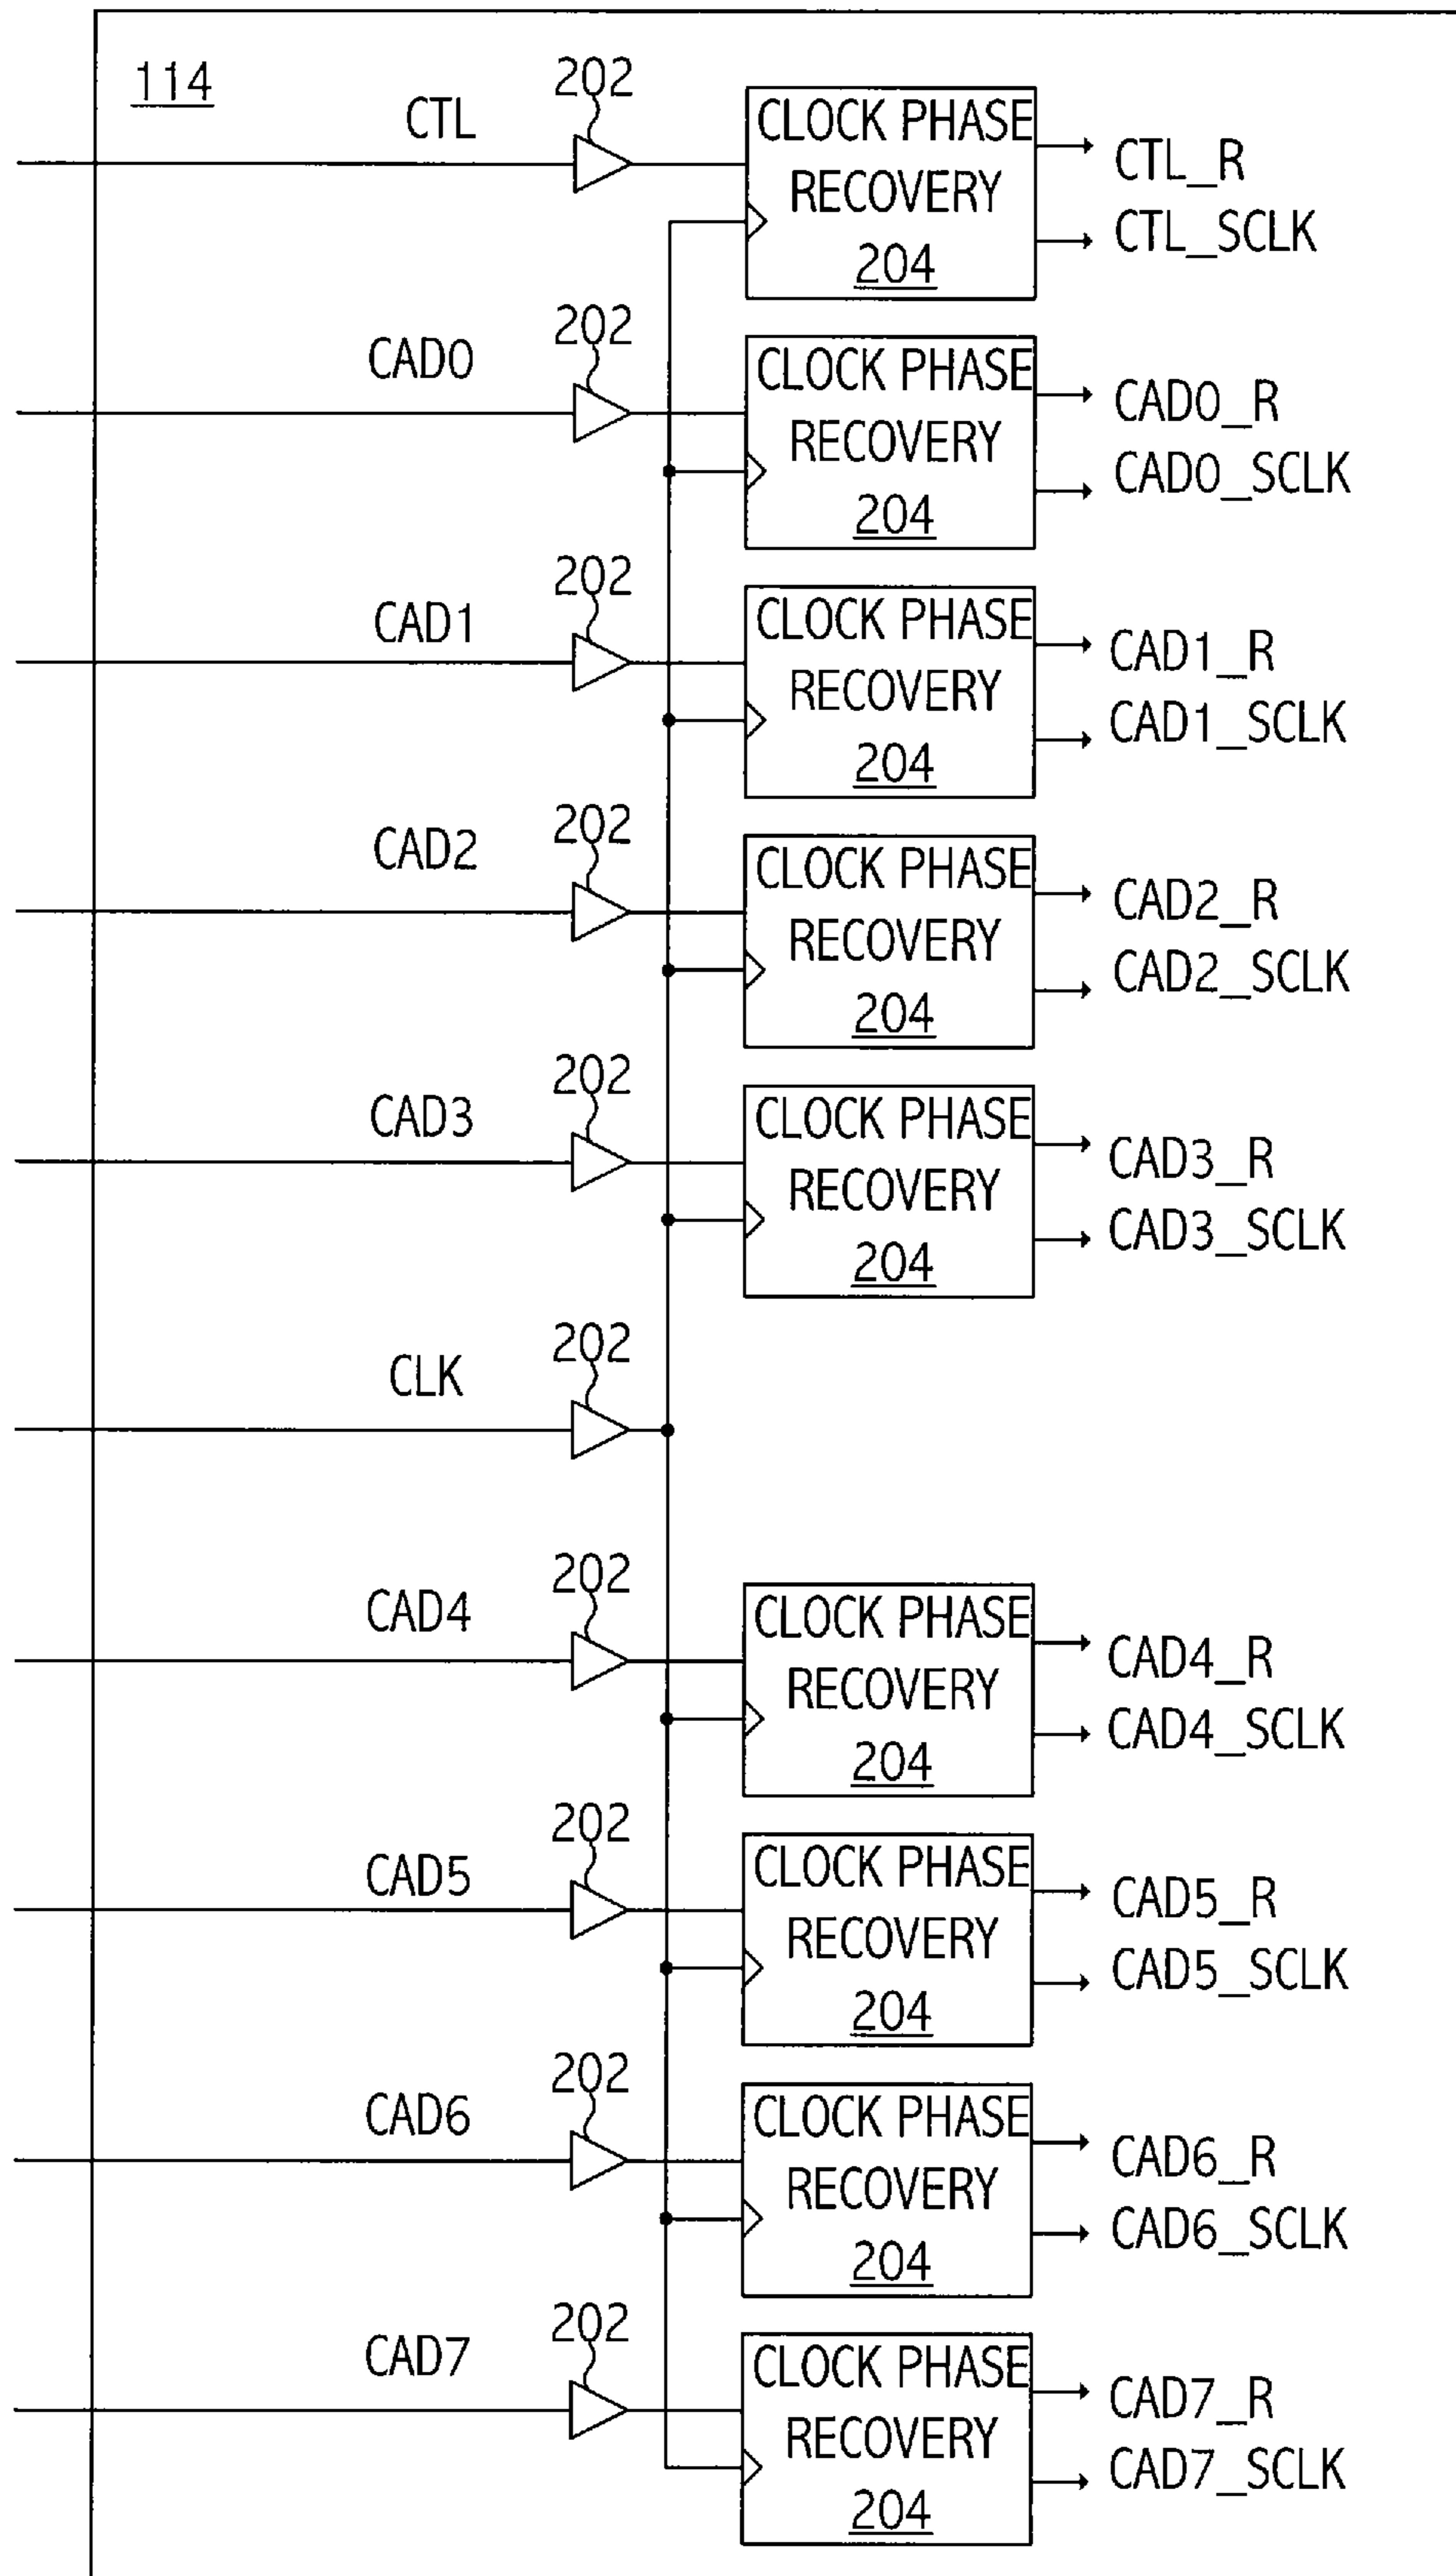 114
CTL
202
CLOCK PHASE
RECOVERY
204
CTL_R
CTL_SCLK
CAD0
202
CLOCK PHASE
RECOVERY
204
CAD0_R
CAD0_SCLK
CAD1
202
CLOCK PHASE
RECOVERY
204
CAD1_R
CAD1_SCLK
CAD2
202
CLOCK PHASE
RECOVERY
204
CAD2_R
CAD2_SCLK
CAD3
202
CLOCK PHASE
RECOVERY
204
CAD3_R
CAD3_SCLK
CLK
202
CAD4
202
CLOCK PHASE
RECOVERY
204
CAD4_R
CAD4_SCLK
CAD5
202
CLOCK PHASE
RECOVERY
204
CAD5_R
CAD5_SCLK
CAD6
202
CLOCK PHASE
RECOVERY
204
CAD6_R
CAD6_SCLK
CAD7
202
CLOCK PHASE
RECOVERY
204
CAD7_R
CAD7_SCLK